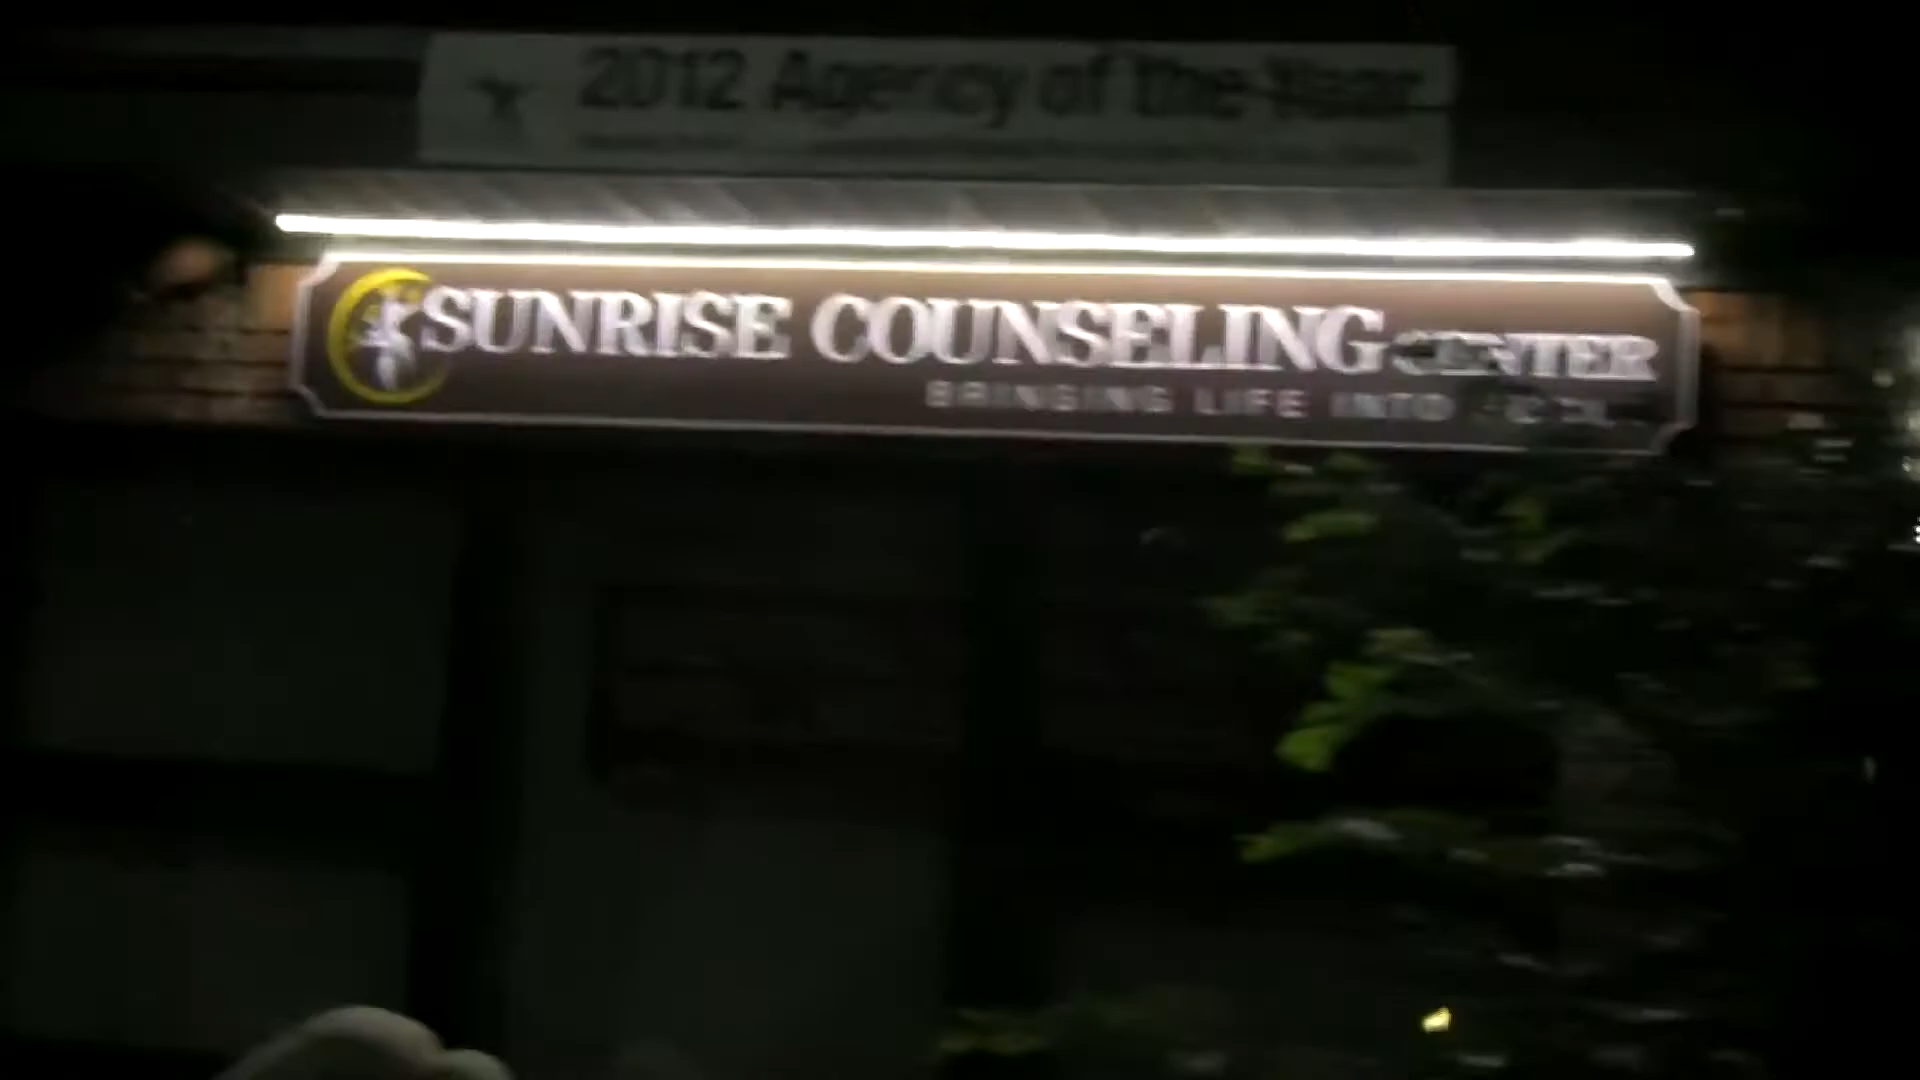 2012 Agency of the Year
SUNRISE COUNSELING CENTER
BRINGING LIFE INTO